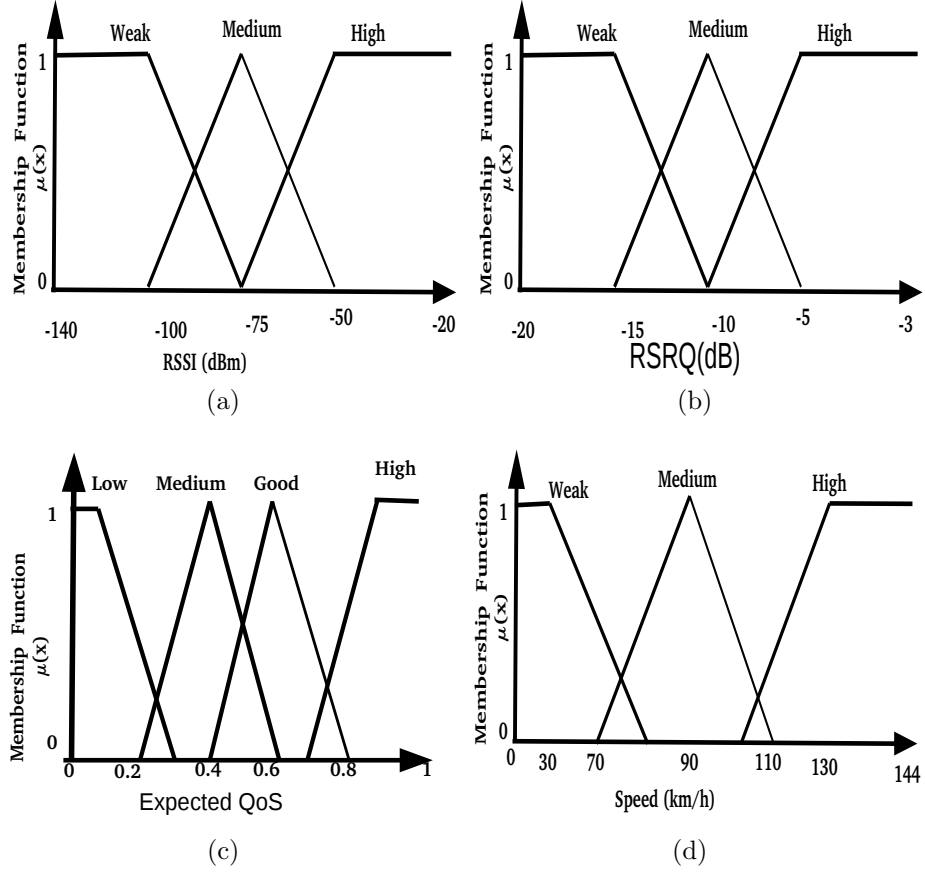 Weak Medium High
1
0
Membership Function
μ(x)
-140 -100 -75 -50 -20
RSSI (dBm)
(a)
Weak Medium High
1
0
Membership Function
μ(x)
-20 -15 -10 -5 -3
RSRQ(dB)
(b)
Low Medium Good High
1
0
Membership Function
μ(x)
0 0.2 0.4 0.6 0.8 1
Expected QoS
(c)
Weak Medium High
1
0
Membership Function
μ(x)
0 30 70 90 110 130 144
Speed (km/h)
(d)